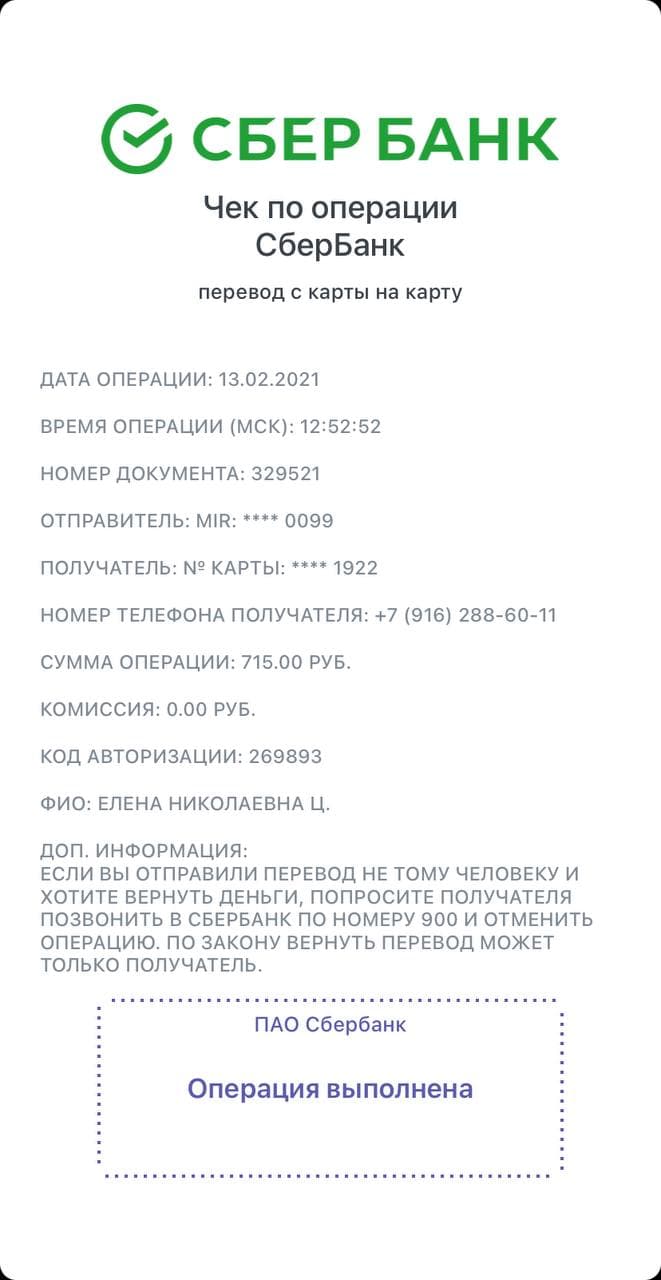 СБЕР БАНК
Чек по операции
СберБанк
перевод с карты на карту
ДАТА ОПЕРАЦИИ: 13.02.2021
ВРЕМЯ ОПЕРАЦИИ (МСК): 12:52:52
НОМЕР ДОКУМЕНТА: 329521
ОТПРАВИТЕЛЬ: MIR: **** 0099
ПОЛУЧАТЕЛЬ: № КАРТЫ: **** 1922
НОМЕР ТЕЛЕФОНА ПОЛУЧАТЕЛЯ: +7 (916) 288-60-11
СУММА ОПЕРАЦИИ: 715.00 РУБ.
КОМИССИЯ: 0.00 РУБ.
КОД АВТОРИЗАЦИИ: 269893
ФИО: ЕЛЕНА НИКОЛАЕВНА Ц.
ДОП. ИНФОРМАЦИЯ:
ЕСЛИ ВЫ ОТПРАВИЛИ ПЕРЕВОД НЕ ТОМУ ЧЕЛОВЕКУ И
ХОТИТЕ ВЕРНУТЬ ДЕНЬГИ, ПОПРОСИТЕ ПОЛУЧАТЕЛЯ
ПОЗВОНИТЬ В СБЕРБАНК ПО НОМЕРУ 900 И ОТМЕНИТЬ
ОПЕРАЦИЮ. ПО ЗАКОНУ ВЕРНУТЬ ПЕРЕВОД МОЖЕТ
ТОЛЬКО ПОЛУЧАТЕЛЬ.
ПАО Сбербанк
Операция выполнена